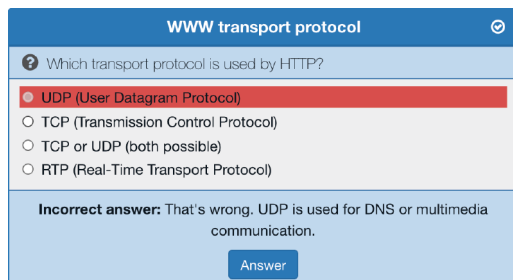 WWW transport protocol
Which transport protocol is used by HTTP?
UDP (User Datagram Protocol)
TCP (Transmission Control Protocol)
TCP or UDP (both possible)
RTP (Real-Time Transport Protocol)
Incorrect answer: That's wrong. UDP is used for DNS or multimedia
communication.
Answer